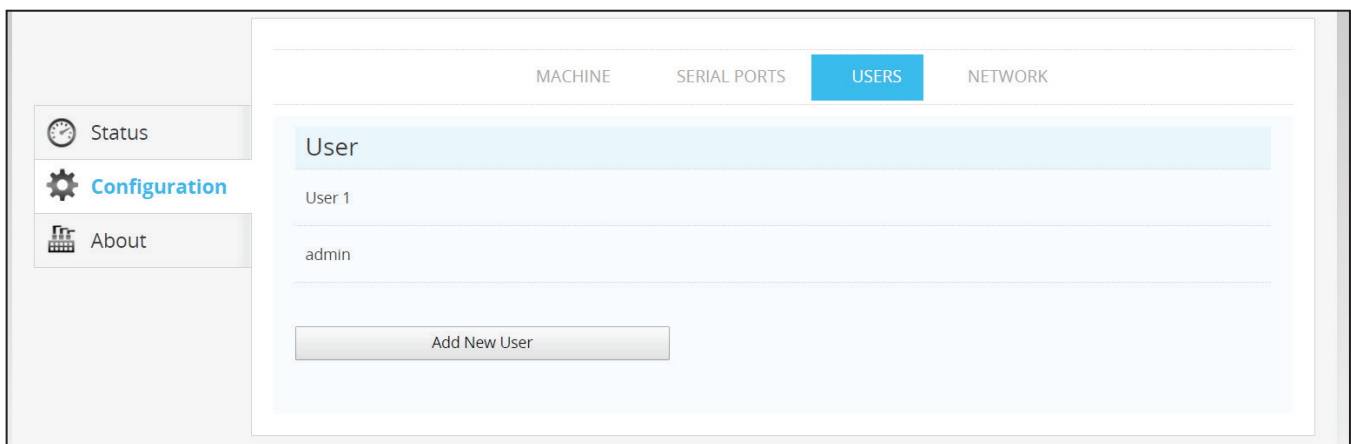 MACHINE SERIAL PORTS USERS NETWORK
Status
Configuration
About
User
User 1
admin
Add New User